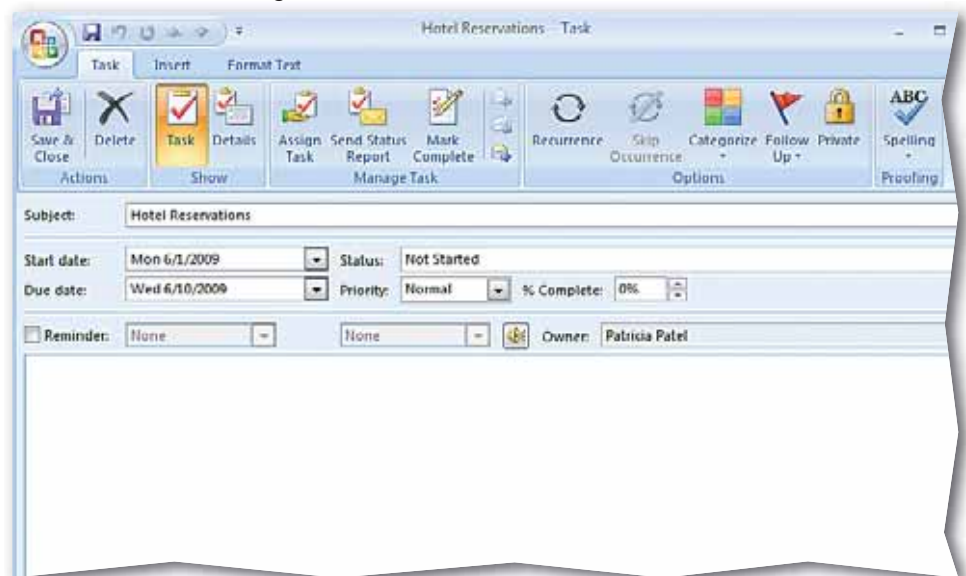 Hotel Reservations - Task
Task Insert Format Text
Save & Close Delete Task Details Assign Task Send Status Report Mark Complete Recurrence Skip Occurrence Categorize Follow Up Private ABC Spelling
Actions Show Manage Task Options Proofing
Subject: Hotel Reservations
Start date: Mon 6/1/2009 Status: Not Started
Due date: Wed 6/10/2009 Priority: Normal % Complete: 0%
Reminder: None None Owner: Patricia Patel